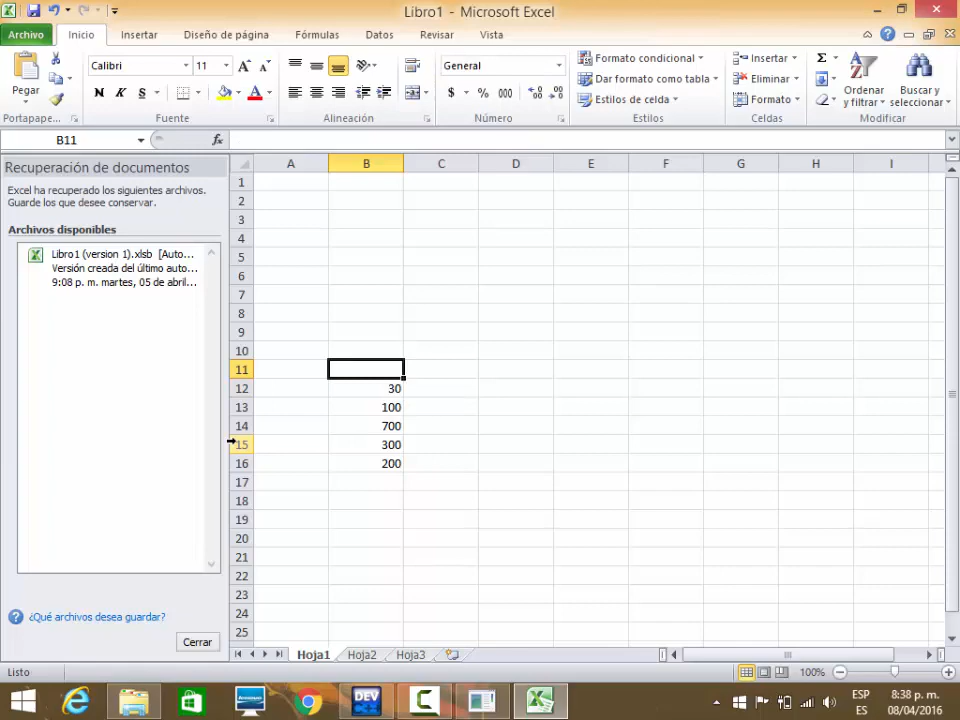 Libro1 - Microsoft Excel
Archivo Inicio Insertar Diseño de página Fórmulas Datos Revisar Vista
Pegar
Calibri 11
N K S
General
$ % 000
Formato condicional
Dar formato como tabla
Estilos de celda
Insertar
Eliminar
Formato
Σ
Ordenar y filtrar
Buscar y seleccionar
Portapape... Fuente Alineación Número Estilos Celdas Modificar
B11 fx
Recuperación de documentos
Excel ha recuperado los siguientes archivos.
Guarde los que desee conservar.
Archivos disponibles
Libro1 (version 1).xlsb [Auto...
Versión creada del último auto...
9:08 p. m. martes, 05 de abril...
¿Qué archivos desea guardar?
Cerrar
A B C D E F G H I
1
2
3
4
5
6
7
8
9
10
11
12 30
13 100
14 700
15 300
16 200
17
18
19
20
21
22
23
24
25
Hoja1 Hoja2 Hoja3
Listo 100%
DEV
ESP
ES
8:38 p. m.
08/04/2016